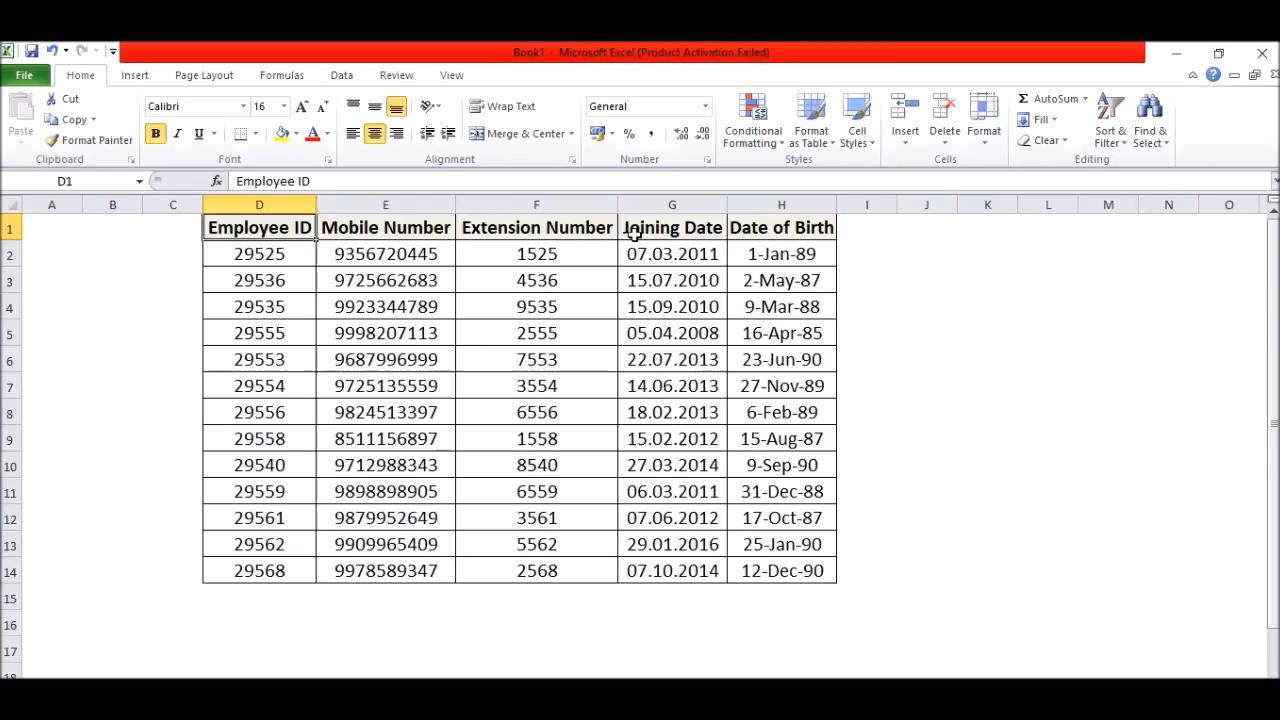 Book1 - Microsoft Excel (Product Activation Failed)
File Home Insert Page Layout Formulas Data Review View
Cut
Copy
Format Painter
Paste
Calibri 16
B I U
Wrap Text
Merge & Center
General
%
Conditional Formatting
Format as Table
Cell Styles
Insert Delete Format
AutoSum
Fill
Clear
Sort & Filter
Find & Select
Clipboard Font Alignment Number Styles Cells Editing
D1 fx Employee ID
A B C D E F G H I J K L M N O
1 Employee ID Mobile Number Extension Number Joining Date Date of Birth
2 29525 9356720445 1525 07.03.2011 1-Jan-89
3 29536 9725662683 4536 15.07.2010 2-May-87
4 29535 9923344789 9535 15.09.2010 9-Mar-88
5 29555 9998207113 2555 05.04.2008 16-Apr-85
6 29553 9687996999 7553 22.07.2013 23-Jun-90
7 29554 9725135559 3554 14.06.2013 27-Nov-89
8 29556 9824513397 6556 18.02.2013 6-Feb-89
9 29558 8511156897 1558 15.02.2012 15-Aug-87
10 29540 9712988343 8540 27.03.2014 9-Sep-90
11 29559 9898898905 6559 06.03.2011 31-Dec-88
12 29561 9879952649 3561 07.06.2012 17-Oct-87
13 29562 9909965409 5562 29.01.2016 25-Jan-90
14 29568 9978589347 2568 07.10.2014 12-Dec-90
15
16
17